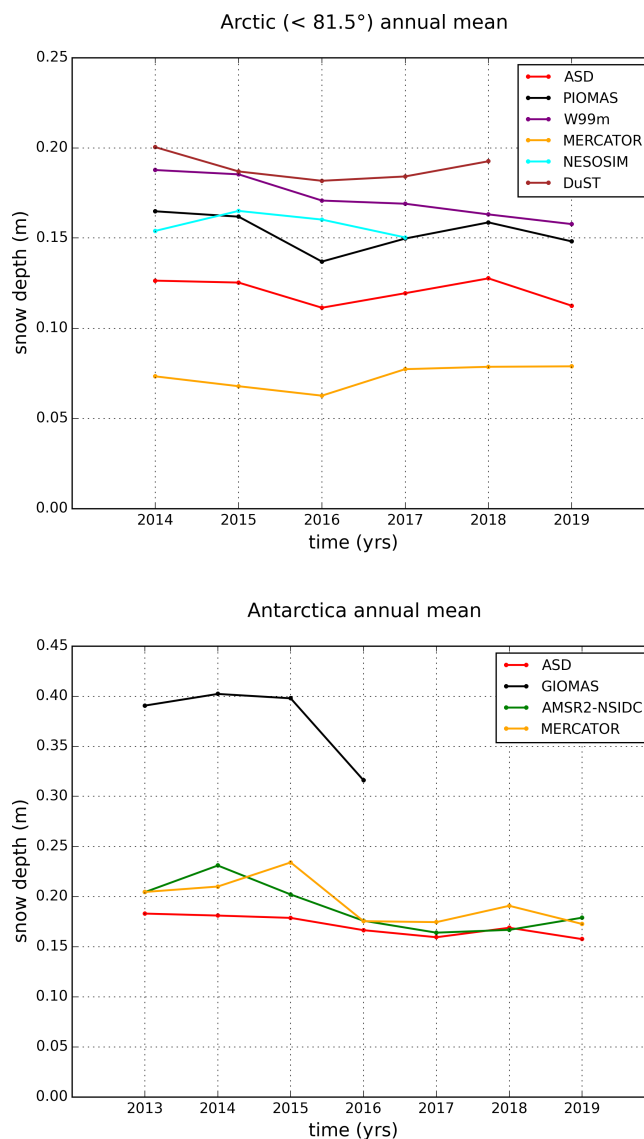 Arctic (< 81.5°) annual mean
0.25
0.20
0.15
0.10
0.05
0.00
snow depth (m)
ASD
PIOMAS
W99m
MERCATOR
NESOSIM
DuST
2014 2015 2016 2017 2018 2019
time (yrs)
Antarctica annual mean
0.45
0.40
0.35
0.30
0.25
0.20
0.15
0.10
0.05
0.00
snow depth (m)
ASD
GIOMAS
AMSR2-NSIDC
MERCATOR
2013 2014 2015 2016 2017 2018 2019
time (yrs)